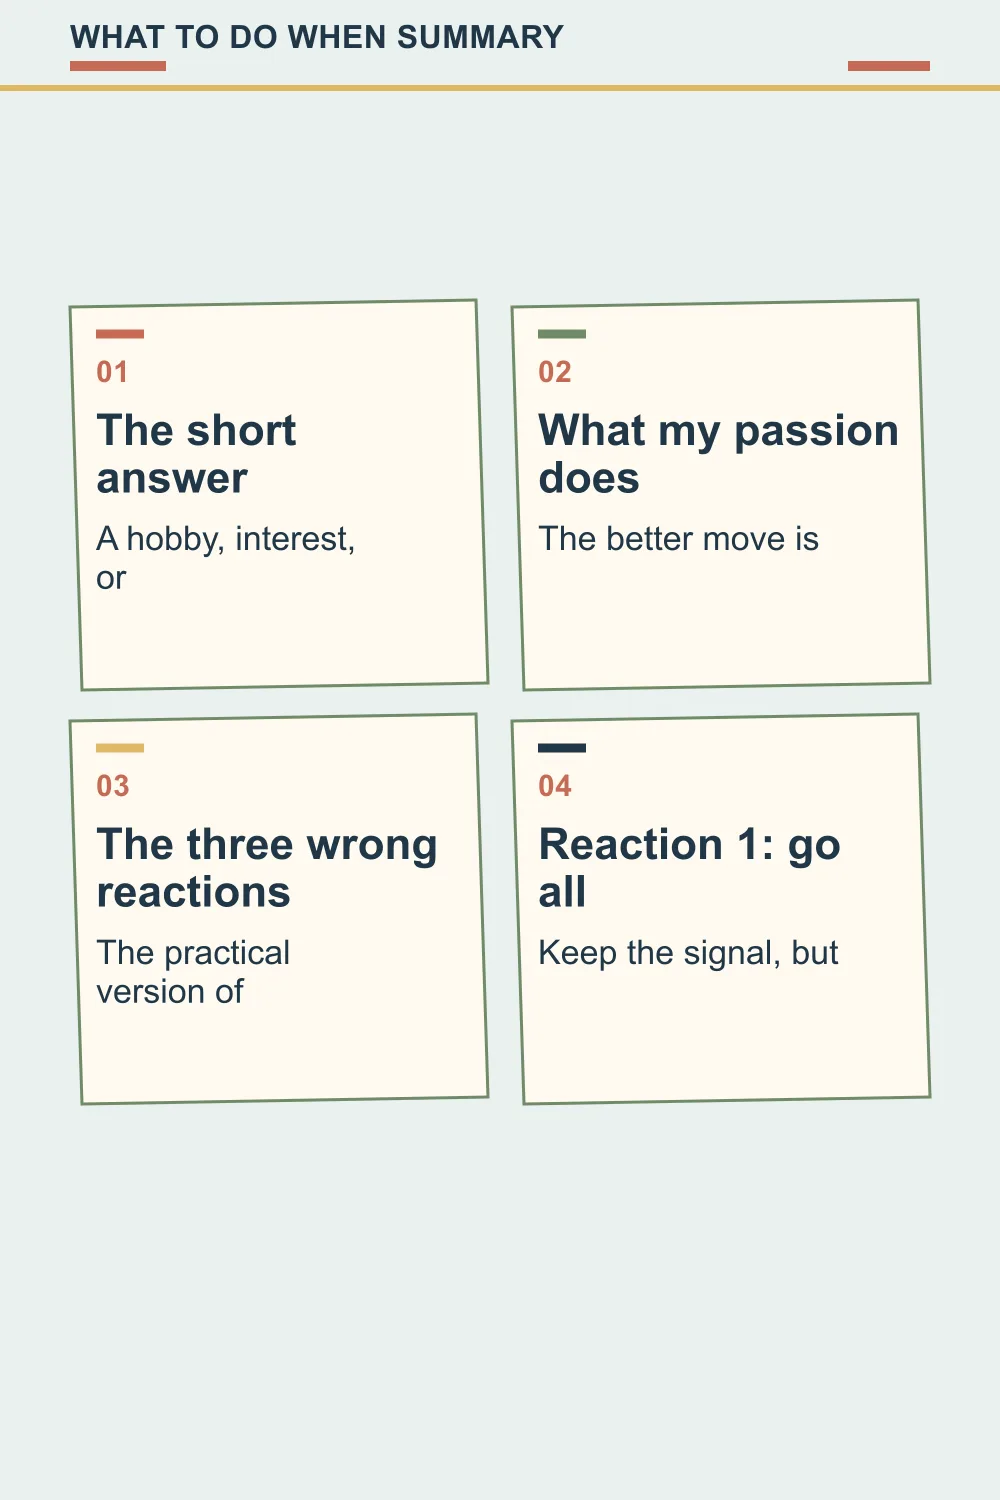 WHAT TO DO WHEN SUMMARY
01
The short
answer
A hobby, interest,
or
02
What my passion
does
The better move is
03
The three wrong
reactions
The practical
version of
04
Reaction 1: go
all
Keep the signal, but